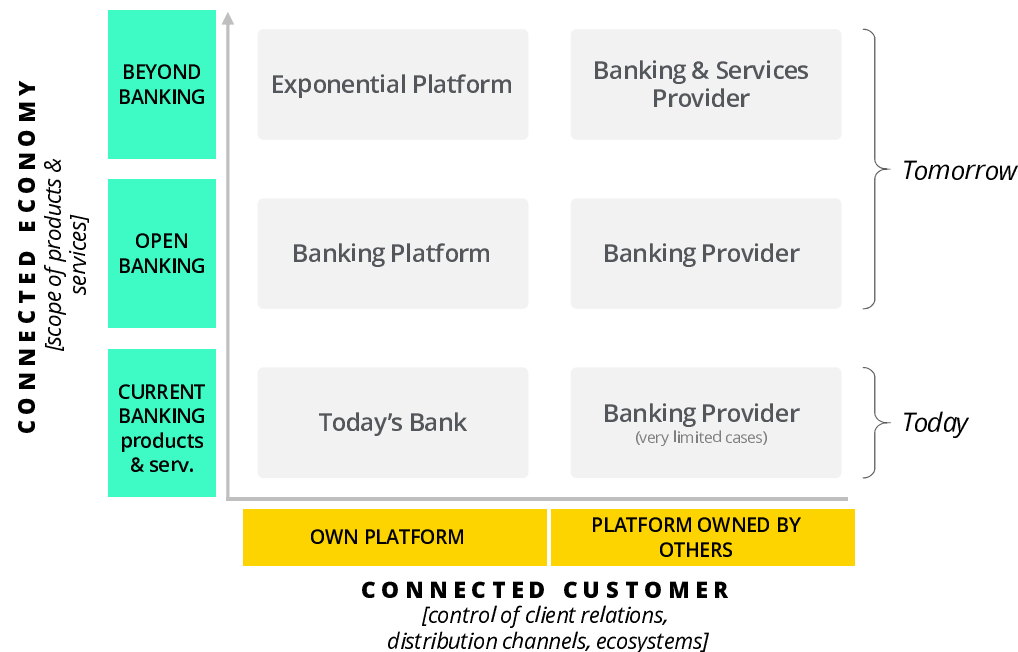 CONNECTED ECONOMY
[scope of products &
services]
BEYOND
BANKING
Exponential Platform
Banking & Services
Provider
Tomorrow
OPEN
BANKING
Banking Platform
Banking Provider
CURRENT
BANKING
products
& serv.
Today’s Bank
Banking Provider
(very limited cases)
Today
OWN PLATFORM
PLATFORM OWNED BY
OTHERS
CONNECTED CUSTOMER
[control of client relations,
distribution channels, ecosystems]